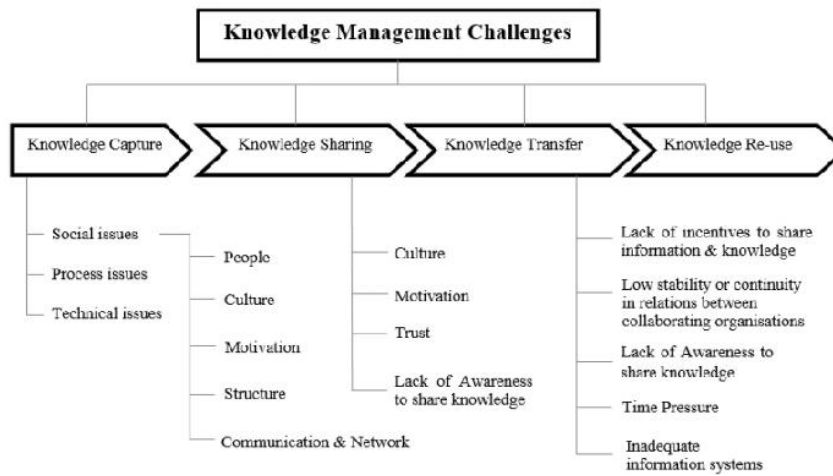 Knowledge Management Challenges
Knowledge Capture
Knowledge Sharing
Knowledge Transfer
Knowledge Re-use
Social issues
Process issues
Technical issues
People
Culture
Motivation
Structure
Communication & Network
Culture
Motivation
Trust
Lack of Awareness
to share knowledge
Lack of incentives to share
information & knowledge
Low stability or continuity
in relations between
collaborating organisations
Lack of Awareness to
share knowledge
Time Pressure
Inadequate
information systems